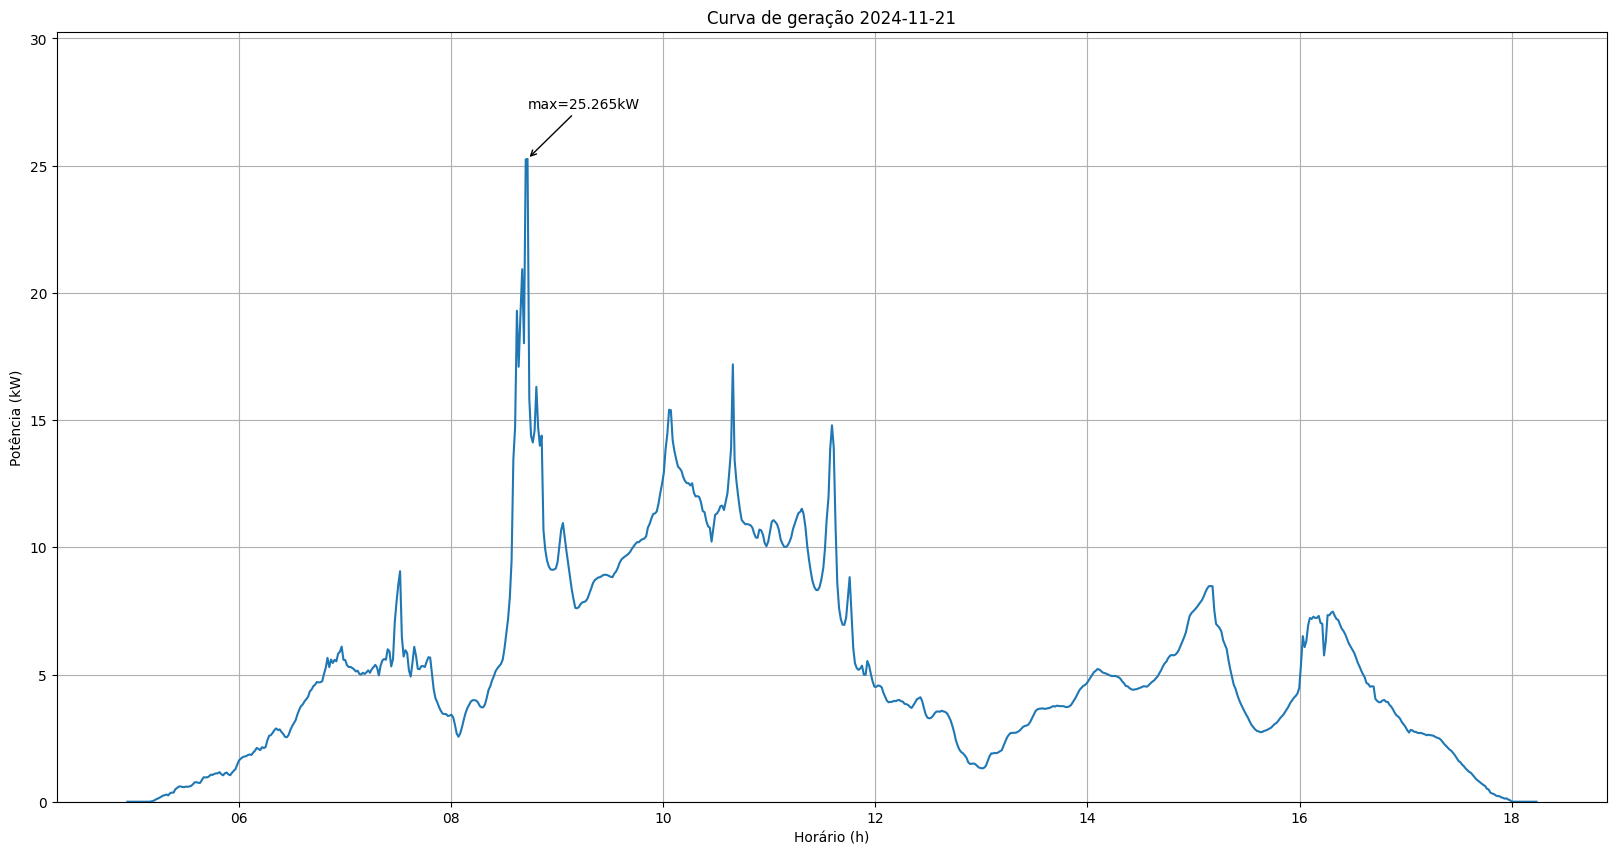 Curva de geração 2024-11-21
30
max=25.265kW
25
20
15
10
5
0
Potência (kW)
06 08 10 12 14 16 18
Horário (h)